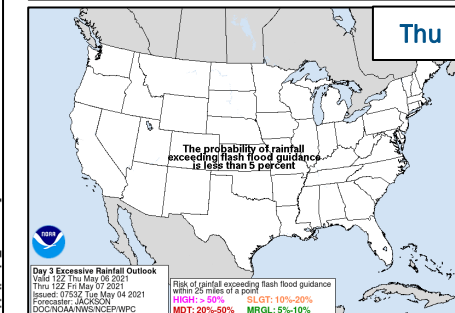 Thu
The probability of rainfall
exceeding flash flood guidance
is less than 5 percent
NOAA
Day 3 Excessive Rainfall Outlook
Valid 12Z Thu May 06 2021
Thru 12Z Fri May 07 2021
Issued: 0753Z Tue May 04 2021
Forecaster: JACKSON
DOC/NOAA/NWS/NCEP/WPC
Risk of rainfall exceeding flash flood guidance
within 25 miles of a point
HIGH: > 50% SLGT: 10%-20%
MDT: 20%-50% MRGL: 5%-10%